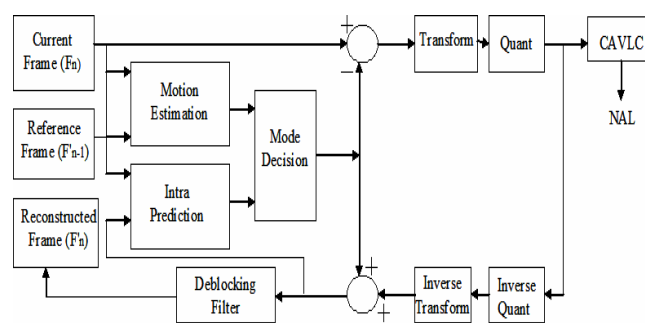 Current
Frame (Fn)
+
−
Transform
Quant
CAVLC
NAL
Motion
Estimation
Reference
Frame (F'n-1)
Mode
Decision
Intra
Prediction
Reconstructed
Frame (F'n)
Deblocking
Filter
+
+
Inverse
Transform
Inverse
Quant